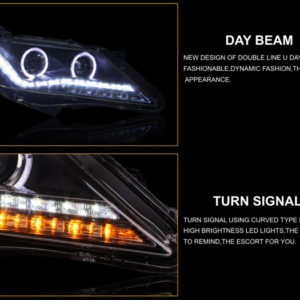 DAY BEAM
NEW DESIGN OF DOUBLE LINE U DAY
FASHIONABLE,DYNAMIC FASHION,TH
APPEARANCE.
TURN SIGNAL
TURN SIGNAL USING CURVED TYPE
HIGH BRIGHTNESS LED LIGHTS,THE
TO REMIND,THE ESCORT FOR YOU.